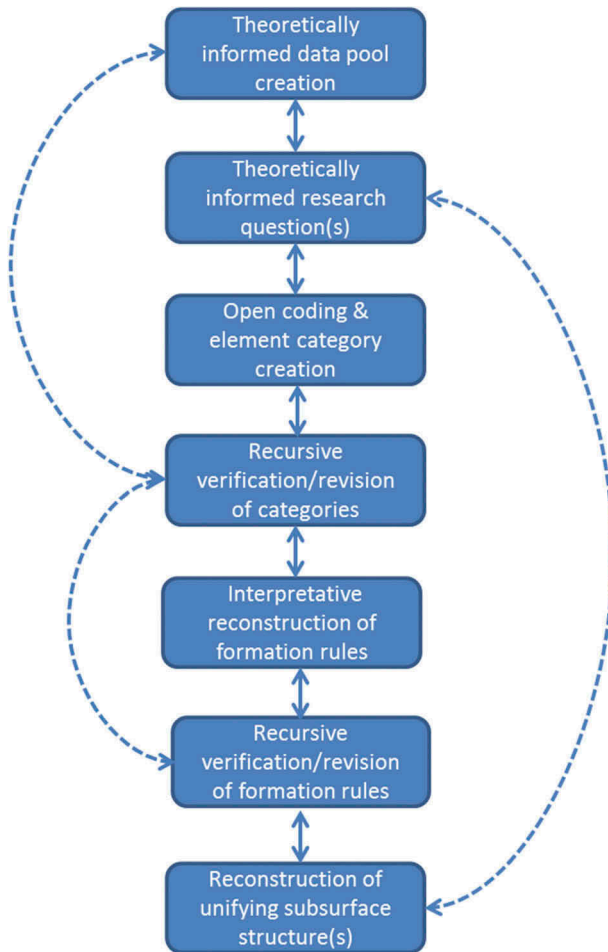 Theoretically
informed data pool
creation
Theoretically
informed research
question(s)
Open coding &
element category
creation
Recursive
verification/revision
of categories
Interpretative
reconstruction of
formation rules
Recursive
verification/revision
of formation rules
Reconstruction of
unifying subsurface
structure(s)